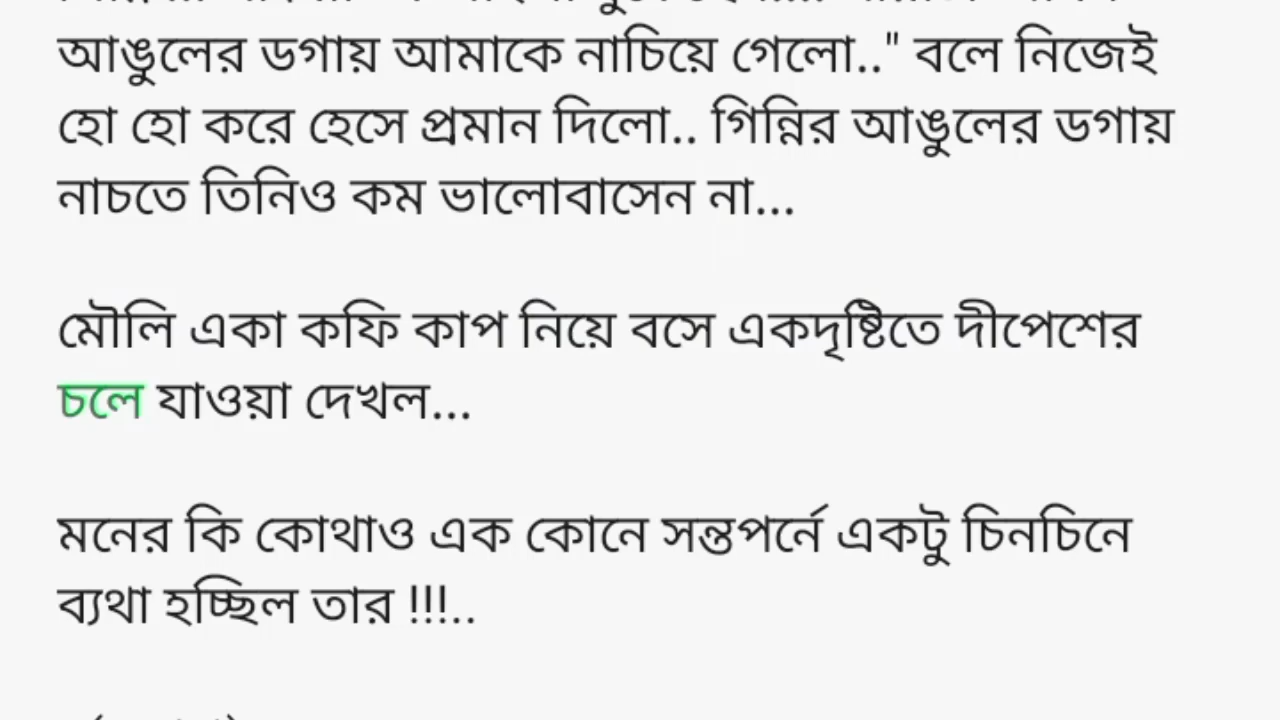 আঙুলের ডগায় আমাকে নাচিয়ে গেলো.." বলে নিজেই
হো হো করে হেসে প্রমান দিলো.. গিন্নির আঙুলের ডগায়
নাচতে তিনিও কম ভালোবাসেন না...
মৌলি একা কফি কাপ নিয়ে বসে একদৃষ্টিতে দীপেশের
চলে যাওয়া দেখল...
মনের কি কোথাও এক কোনে সন্তপর্নে একটু চিনচিনে
ব্যথা হচ্ছিল তার !!!..